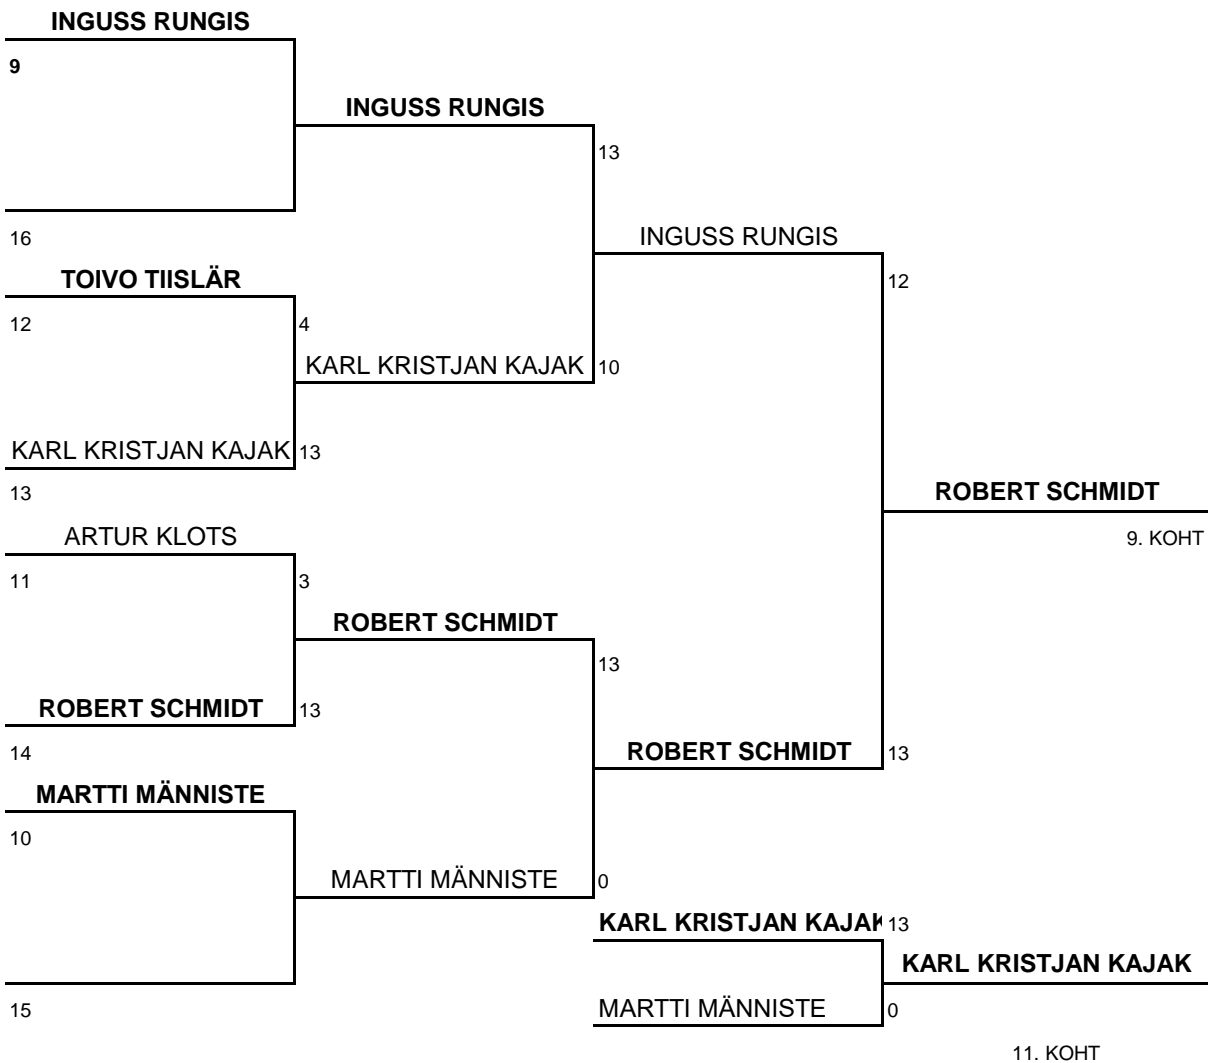 INGUSS RUNGIS
9
INGUSS RUNGIS
13
16
INGUSS RUNGIS
TOIVO TIISLÄR
12
12
4
KARL KRISTJAN KAJAK
10
KARL KRISTJAN KAJAK
13
13
ROBERT SCHMIDT
ARTUR KLOTS
9. KOHT
11
3
ROBERT SCHMIDT
13
ROBERT SCHMIDT
13
14
ROBERT SCHMIDT
13
MARTTI MÄNNISTE
10
MARTTI MÄNNISTE
0
KARL KRISTJAN KAJAK
13
KARL KRISTJAN KAJAK
15
MARTTI MÄNNISTE
0
11. KOHT